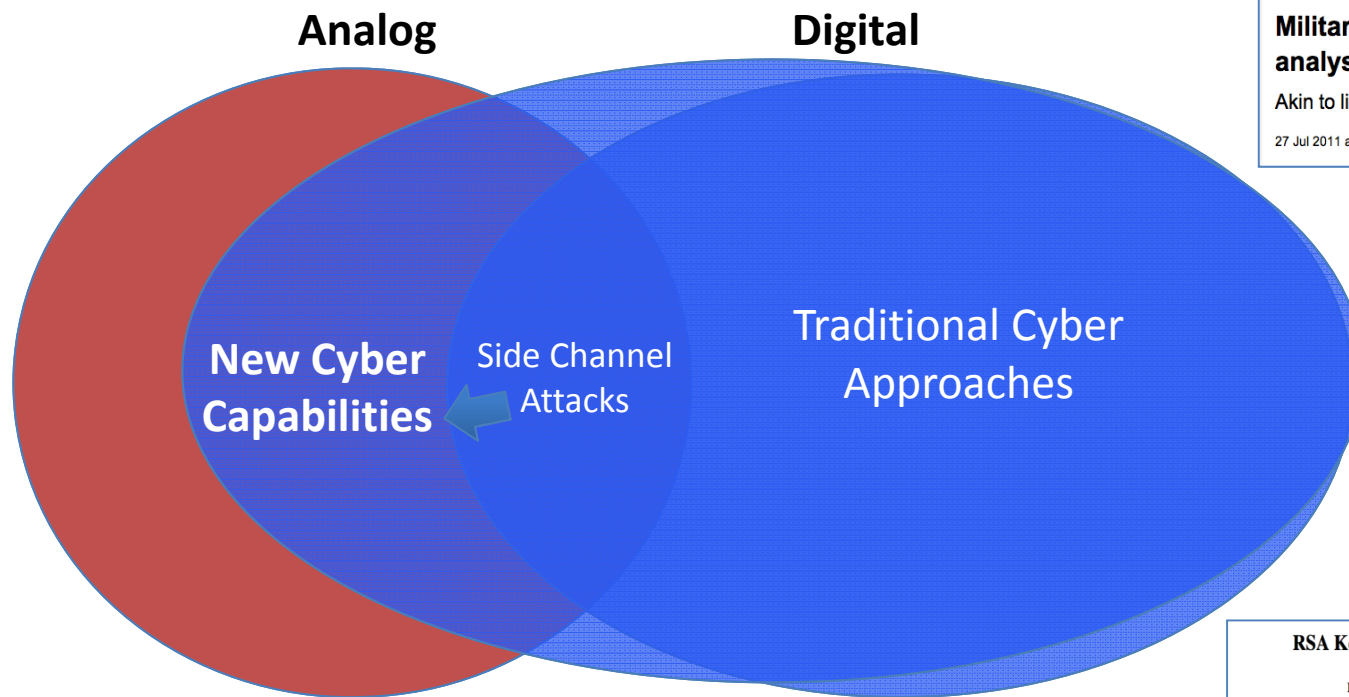 Analog
Digital
analys
Akin to li
27 Jul 2011
New Cyber
Capabilities
Side Channel
Attacks
Traditional Cyber
Approaches
RSA